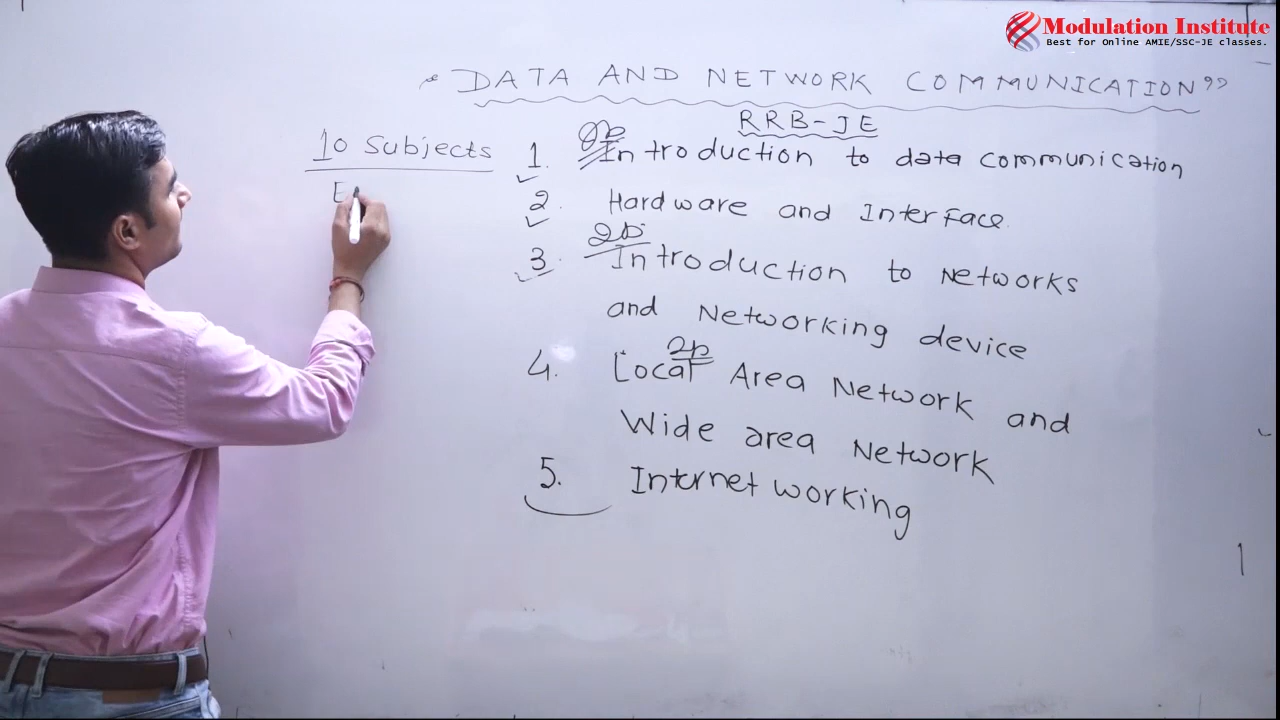 Modulation Institute
Best for Online AMIE/SSC-JE classes.
"DATA AND NETWORK COMMUNICATION"
RRB-JE
10 Subjects
E
1. Introduction to data communication
2. Hardware and Interface
2p
3. Introduction to Networks
and Networking device
2p
4. Local Area Network and
Wide area Network
5. Internet working